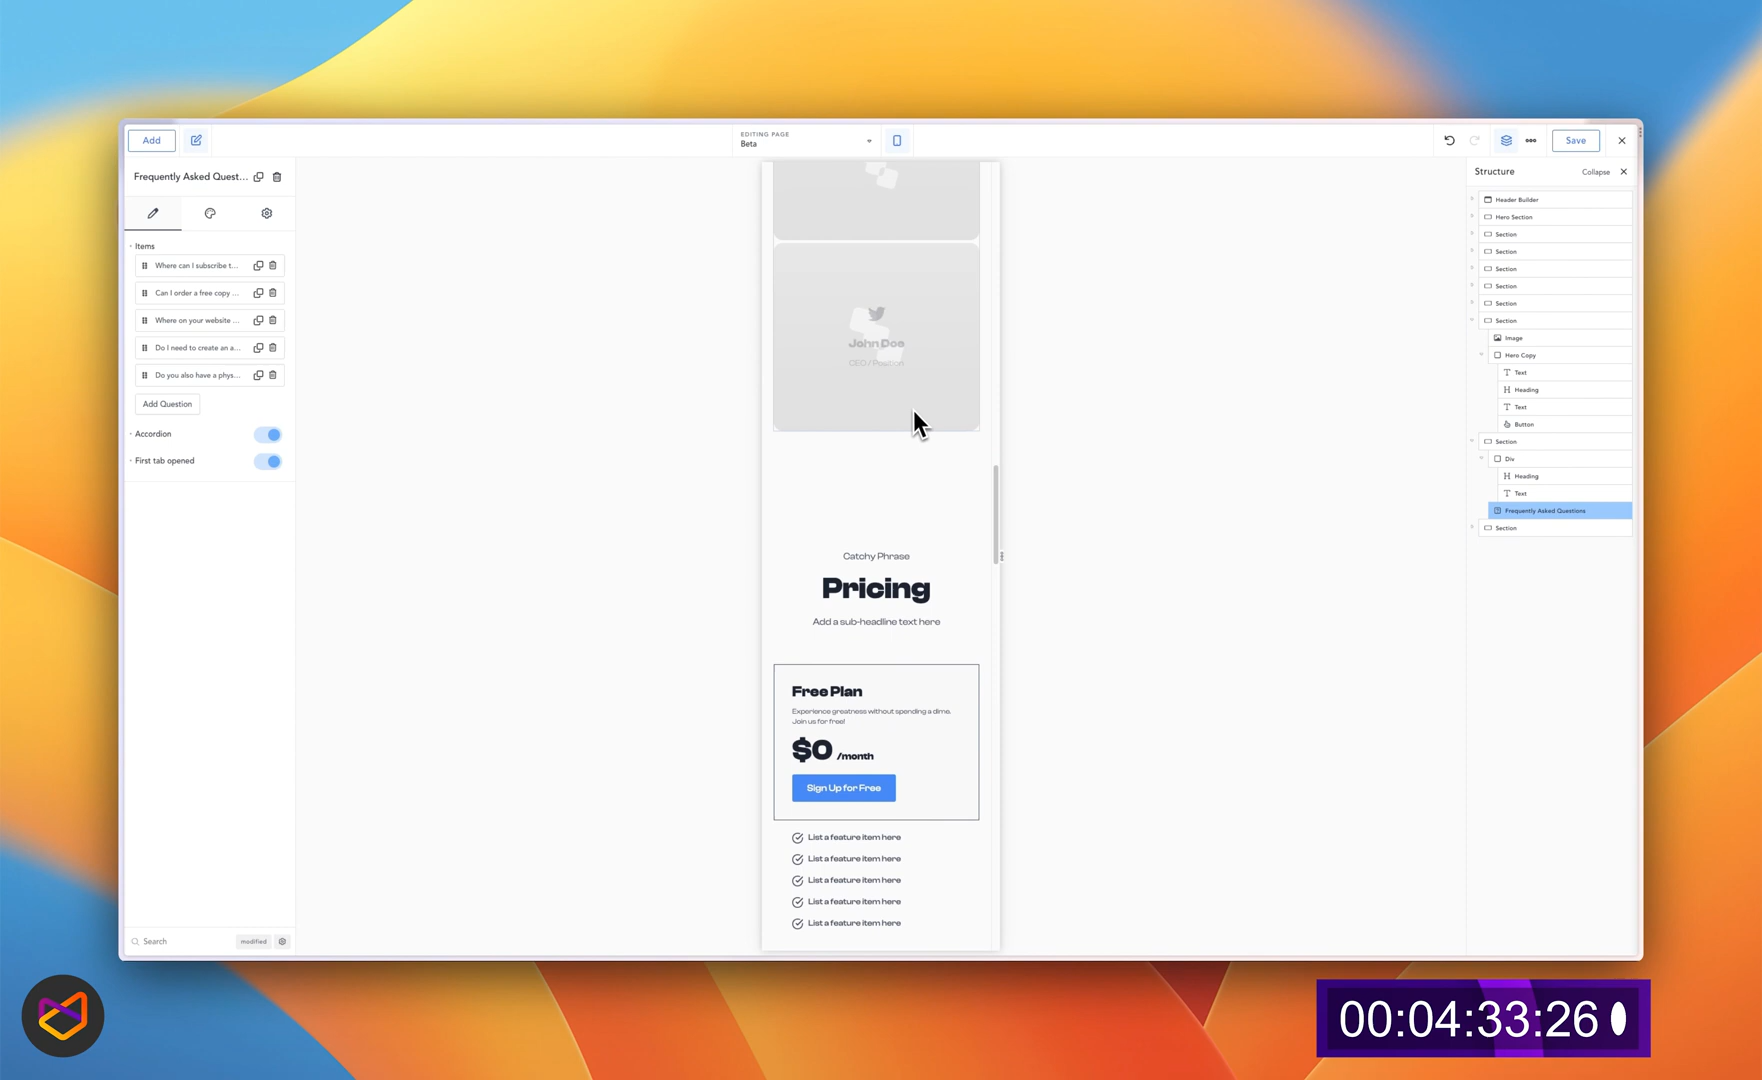 Add
EDITING PAGE
Beta
Save
Frequently Asked Quest...
Items
Where can I subscribe t...
Can I order a free copy ...
Where on your website ...
Do I need to create an a...
Do you also have a phys...
Add Question
Accordion
First tab opened
Search
modified
John Doe
CEO / Position
Catchy Phrase
Pricing
Add a sub-headline text here
Free Plan
Experience greatness without spending a dime.
Join us for free!
$0 /month
Sign Up for Free
List a feature item here
List a feature item here
List a feature item here
List a feature item here
List a feature item here
Structure
Collapse
Header Builder
Hero Section
Section
Section
Section
Section
Section
Section
Image
Hero Copy
Text
Heading
Text
Button
Section
Div
Heading
Text
Frequently Asked Questions
Section
00:04:33:26